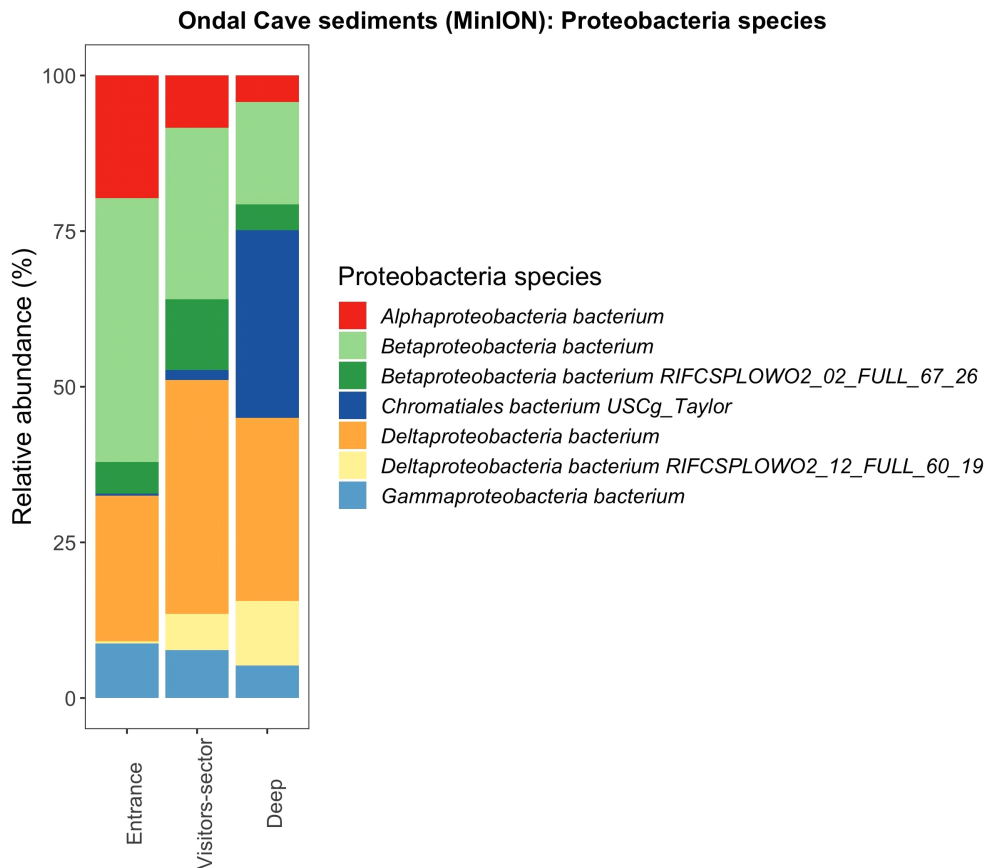 Ondal Cave sediments (MinION): Proteobacteria species
Relative abundance (%)
100
75
50
25
0
Entrance
Visitors-sector
Deep
Proteobacteria species
Alphaproteobacteria bacterium
Betaproteobacteria bacterium
Betaproteobacteria bacterium RIFCSPLOWO2_02_FULL_67_26
Chromatiales bacterium USCg_Taylor
Deltaproteobacteria bacterium
Deltaproteobacteria bacterium RIFCSPLOWO2_12_FULL_60_19
Gammaproteobacteria bacterium